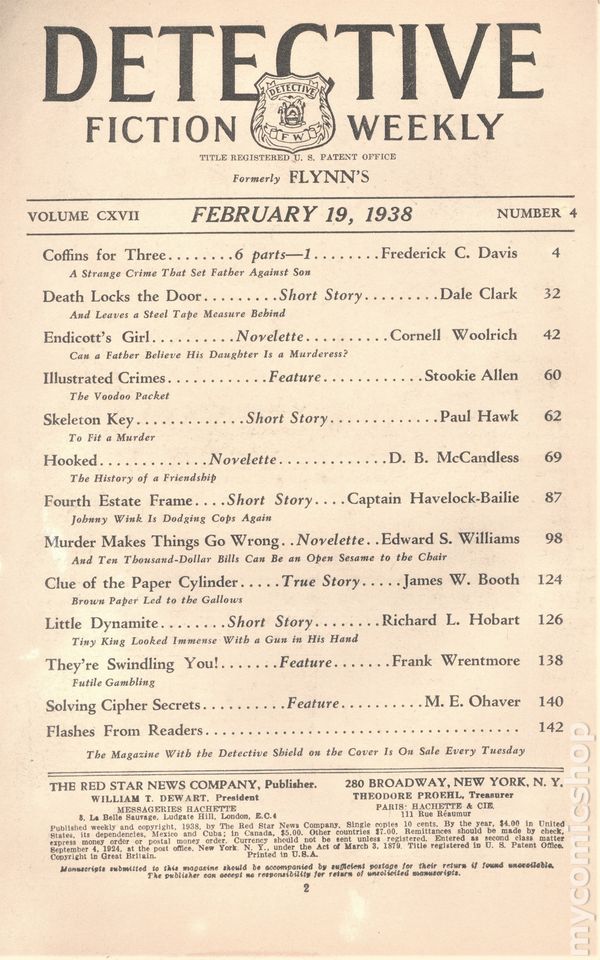 DETECTIVE
DETECTIVE
F W
FICTION WEEKLY
TITLE REGISTERED U. S. PATENT OFFICE
Formerly FLYNN'S
VOLUME CXVII FEBRUARY 19, 1938 NUMBER 4
Coffins for Three........6 parts—1........Frederick C. Davis 4
A Strange Crime That Set Father Against Son
Death Locks the Door.........Short Story.........Dale Clark 32
And Leaves a Steel Tape Measure Behind
Endicott's Girl..........Novelette..........Cornell Woolrich 42
Can a Father Believe His Daughter Is a Murderess?
Illustrated Crimes............Feature............Stookie Allen 60
The Voodoo Packet
Skeleton Key.............Short Story.............Paul Hawk 62
To Fit a Murder
Hooked.............Novelette.............D. B. McCandless 69
The History of a Friendship
Fourth Estate Frame....Short Story....Captain Havelock-Bailie 87
Johnny Wink Is Dodging Cops Again
Murder Makes Things Go Wrong..Novelette..Edward S. Williams 98
And Ten Thousand-Dollar Bills Can Be an Open Sesame to the Chair
Clue of the Paper Cylinder.....True Story.....James W. Booth 124
Brown Paper Led to the Gallows
Little Dynamite........Short Story........Richard L. Hobart 126
Tiny King Looked Immense With a Gun in His Hand
They're Swindling You!.......Feature.......Frank Wrentmore 138
Futile Gambling
Solving Cipher Secrets..........Feature..........M. E. Ohaver 140
Flashes From Readers.................................... 142
The Magazine With the Detective Shield on the Cover Is On Sale Every Tuesday
THE RED STAR NEWS COMPANY, Publisher. 280 BROADWAY, NEW YORK, N. Y.
WILLIAM T. DEWART, President THEODORE PROEHL, Treasurer
MESSAGERIES HACHETTE PARIS: HACHETTE & CIE.
3, La Belle Sauvage, Ludgate Hill, London, E.C.4 111 Rue Réaumur
Published weekly and copyright, 1938, by The Red Star News Company. Single copies 10 cents. By the year, $4.00 in United
States, its dependencies, Mexico and Cuba; in Canada, $5.00. Other countries $7.00. Remittances should be made by check,
express money order or postal money order. Currency should not be sent unless registered. Entered as second class matter
September 4, 1924, at the post office, New York, N. Y., under the Act of March 3, 1879. Title registered in U. S. Patent Office.
Copyright in Great Britain. Printed in U.S.A.
Manuscripts submitted to this magazine should be accompanied by sufficient postage for their return if found unavailable.
The publisher can accept no responsibility for return of unsolicited manuscripts.
2
mycomicshop